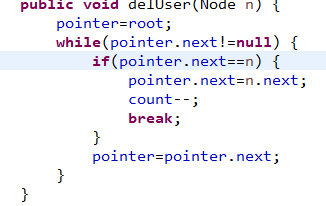 public void delUser(Node n) {
pointer=root;
while(pointer.next!=null) {
if(pointer.next==n) {
pointer.next=n.next;
count--;
break;
}
pointer=pointer.next;
}
}